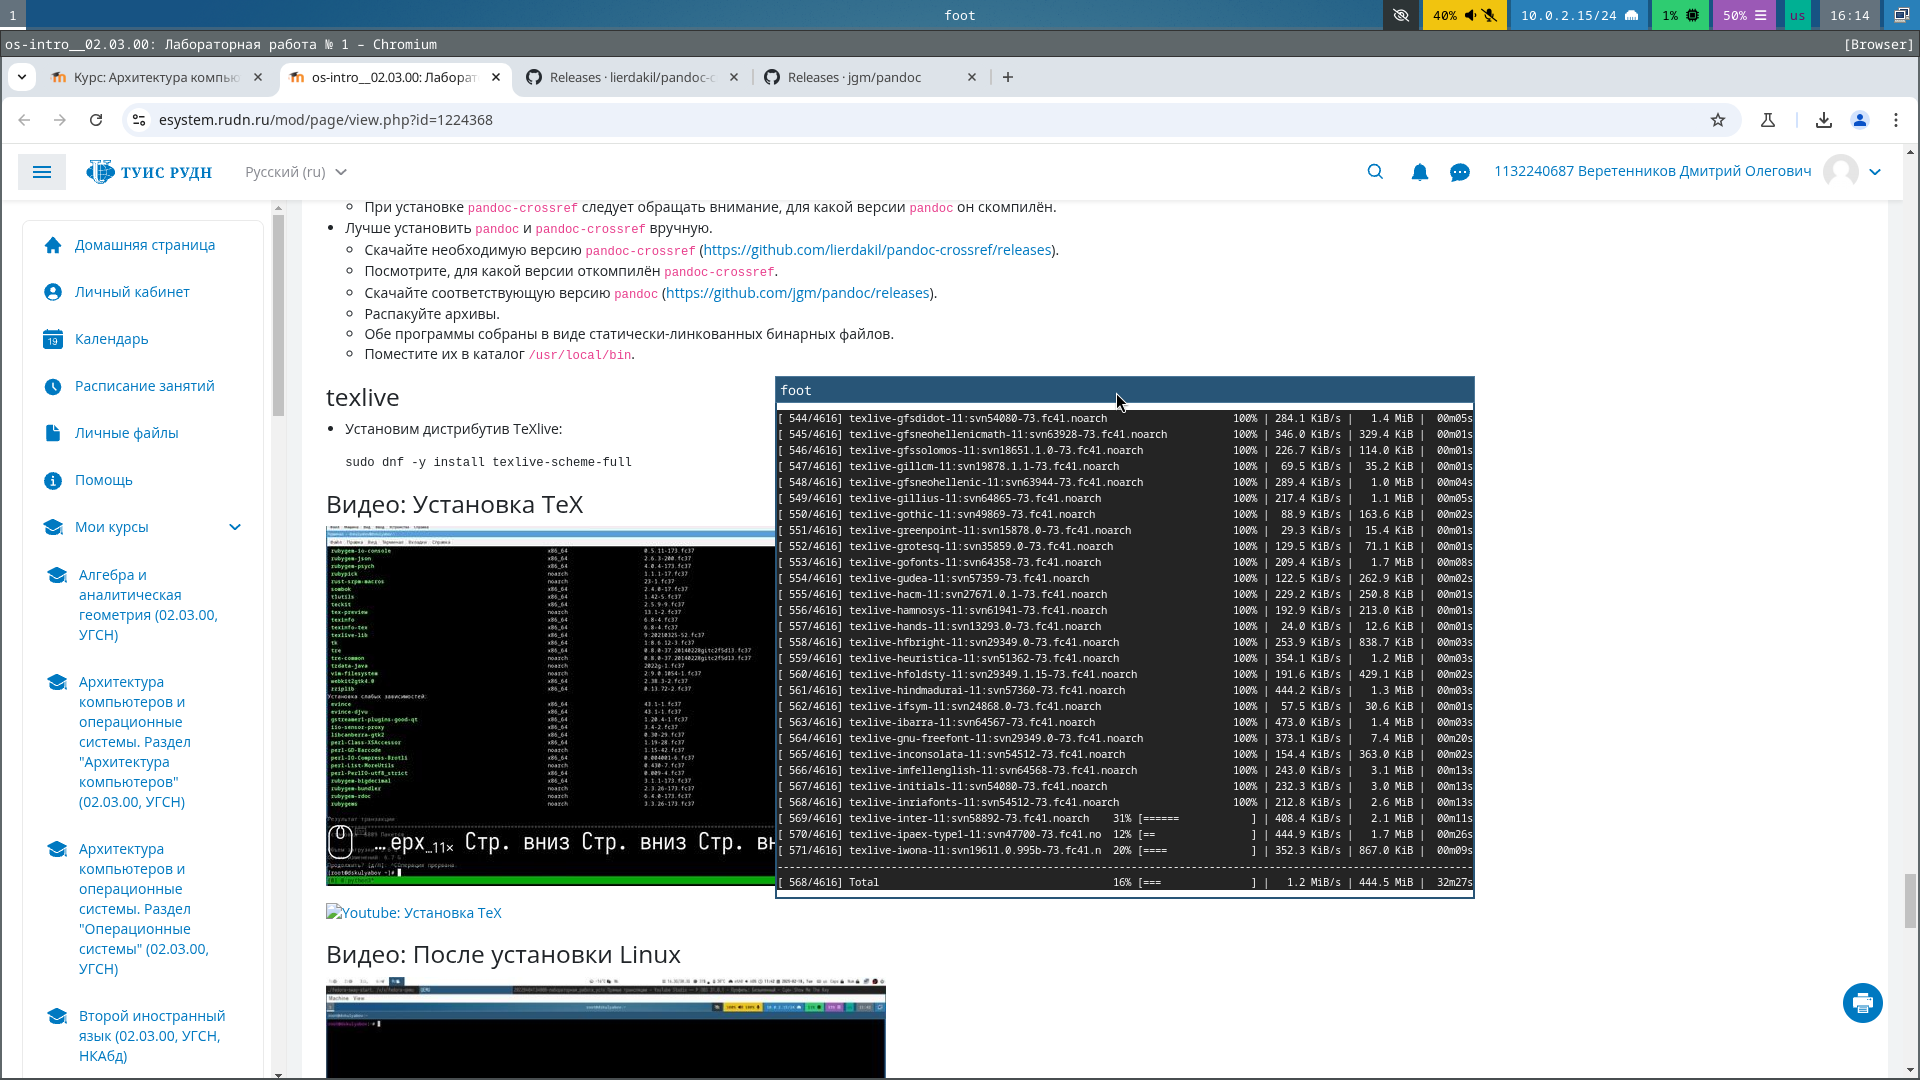 1
foot
40%
10.0.2.15/24
1%
50%
us
16:14
os-intro__02.03.00: Лабораторная работа № 1 – Chromium
[Browser]
Курс: Архитектура компью
os-intro__02.03.00: Лаборат
Releases · lierdakil/pandoc-c
Releases · jgm/pandoc
esystem.rudn.ru/mod/page/view.php?id=1224368
ТУИС РУДН
Русский (ru)
1132240687 Веретенников Дмитрий Олегович
Домашняя страница
Личный кабинет
19
Календарь
Расписание занятий
Личные файлы
Помощь
Мои курсы
Алгебра и
аналитическая
геометрия (02.03.00,
УГСН)
Архитектура
компьютеров и
операционные
системы. Раздел
"Архитектура
компьютеров"
(02.03.00, УГСН)
Архитектура
компьютеров и
операционные
системы. Раздел
"Операционные
системы" (02.03.00,
УГСН)
Второй иностранный
язык (02.03.00, УГСН,
НКАбд)
При установке pandoc-crossref следует обращать внимание, для какой версии pandoc он скомпилён.
Лучше установить pandoc и pandoc-crossref вручную.
Скачайте необходимую версию pandoc-crossref (https://github.com/lierdakil/pandoc-crossref/releases).
Посмотрите, для какой версии откомпилён pandoc-crossref.
Скачайте соответствующую версию pandoc (https://github.com/jgm/pandoc/releases).
Распакуйте архивы.
Обе программы собраны в виде статически-линкованных бинарных файлов.
Поместите их в каталог /usr/local/bin.
texlive
Установим дистрибутив TeXlive:
sudo dnf -y install texlive-scheme-full
Видео: Установка TeX
…ерх…11× Стр. вниз Стр. вниз Стр. вн
Youtube: Установка TeX
Видео: После установки Linux
foot
[ 544/4616] texlive-gfsdidot-11:svn54080-73.fc41.noarch 100% | 284.1 KiB/s | 1.4 MiB | 00m05s
[ 545/4616] texlive-gfsneohellenicmath-11:svn63928-73.fc41.noarch 100% | 346.0 KiB/s | 329.4 KiB | 00m01s
[ 546/4616] texlive-gfssolomos-11:svn18651.1.0-73.fc41.noarch 100% | 226.7 KiB/s | 114.0 KiB | 00m01s
[ 547/4616] texlive-gillcm-11:svn19878.1.1-73.fc41.noarch 100% | 69.5 KiB/s | 35.2 KiB | 00m01s
[ 548/4616] texlive-gfsneohellenic-11:svn63944-73.fc41.noarch 100% | 289.4 KiB/s | 1.0 MiB | 00m04s
[ 549/4616] texlive-gillius-11:svn64865-73.fc41.noarch 100% | 217.4 KiB/s | 1.1 MiB | 00m05s
[ 550/4616] texlive-gothic-11:svn49869-73.fc41.noarch 100% | 88.9 KiB/s | 163.6 KiB | 00m02s
[ 551/4616] texlive-greenpoint-11:svn15878.0-73.fc41.noarch 100% | 29.3 KiB/s | 15.4 KiB | 00m01s
[ 552/4616] texlive-grotesq-11:svn35859.0-73.fc41.noarch 100% | 129.5 KiB/s | 71.1 KiB | 00m01s
[ 553/4616] texlive-gofonts-11:svn64358-73.fc41.noarch 100% | 209.4 KiB/s | 1.7 MiB | 00m08s
[ 554/4616] texlive-gudea-11:svn57359-73.fc41.noarch 100% | 122.5 KiB/s | 262.9 KiB | 00m02s
[ 555/4616] texlive-hacm-11:svn27671.0.1-73.fc41.noarch 100% | 229.2 KiB/s | 250.8 KiB | 00m01s
[ 556/4616] texlive-hamnosys-11:svn61941-73.fc41.noarch 100% | 192.9 KiB/s | 213.0 KiB | 00m01s
[ 557/4616] texlive-hands-11:svn13293.0-73.fc41.noarch 100% | 24.0 KiB/s | 12.6 KiB | 00m01s
[ 558/4616] texlive-hfbright-11:svn29349.0-73.fc41.noarch 100% | 253.9 KiB/s | 838.7 KiB | 00m03s
[ 559/4616] texlive-heuristica-11:svn51362-73.fc41.noarch 100% | 354.1 KiB/s | 1.2 MiB | 00m03s
[ 560/4616] texlive-hfoldsty-11:svn29349.1.15-73.fc41.noarch 100% | 191.6 KiB/s | 429.1 KiB | 00m02s
[ 561/4616] texlive-hindmadurai-11:svn57360-73.fc41.noarch 100% | 444.2 KiB/s | 1.3 MiB | 00m03s
[ 562/4616] texlive-ifsym-11:svn24868.0-73.fc41.noarch 100% | 57.5 KiB/s | 30.6 KiB | 00m01s
[ 563/4616] texlive-ibarra-11:svn64567-73.fc41.noarch 100% | 473.0 KiB/s | 1.4 MiB | 00m03s
[ 564/4616] texlive-gnu-freefont-11:svn29349.0-73.fc41.noarch 100% | 373.1 KiB/s | 7.4 MiB | 00m20s
[ 565/4616] texlive-inconsolata-11:svn54512-73.fc41.noarch 100% | 154.4 KiB/s | 363.0 KiB | 00m02s
[ 566/4616] texlive-imfellenglish-11:svn64568-73.fc41.noarch 100% | 243.0 KiB/s | 3.1 MiB | 00m13s
[ 567/4616] texlive-initials-11:svn54080-73.fc41.noarch 100% | 232.3 KiB/s | 3.0 MiB | 00m13s
[ 568/4616] texlive-inriafonts-11:svn54512-73.fc41.noarch 100% | 212.8 KiB/s | 2.6 MiB | 00m13s
[ 569/4616] texlive-inter-11:svn58892-73.fc41.noarch 31% [====== ] | 408.4 KiB/s | 2.1 MiB | 00m11s
[ 570/4616] texlive-ipaex-type1-11:svn47700-73.fc41.no 12% [== ] | 444.9 KiB/s | 1.7 MiB | 00m26s
[ 571/4616] texlive-iwona-11:svn19611.0.995b-73.fc41.n 20% [==== ] | 352.3 KiB/s | 867.0 KiB | 00m09s
[ 568/4616] Total 16% [=== ] | 1.2 MiB/s | 444.5 MiB | 32m27s